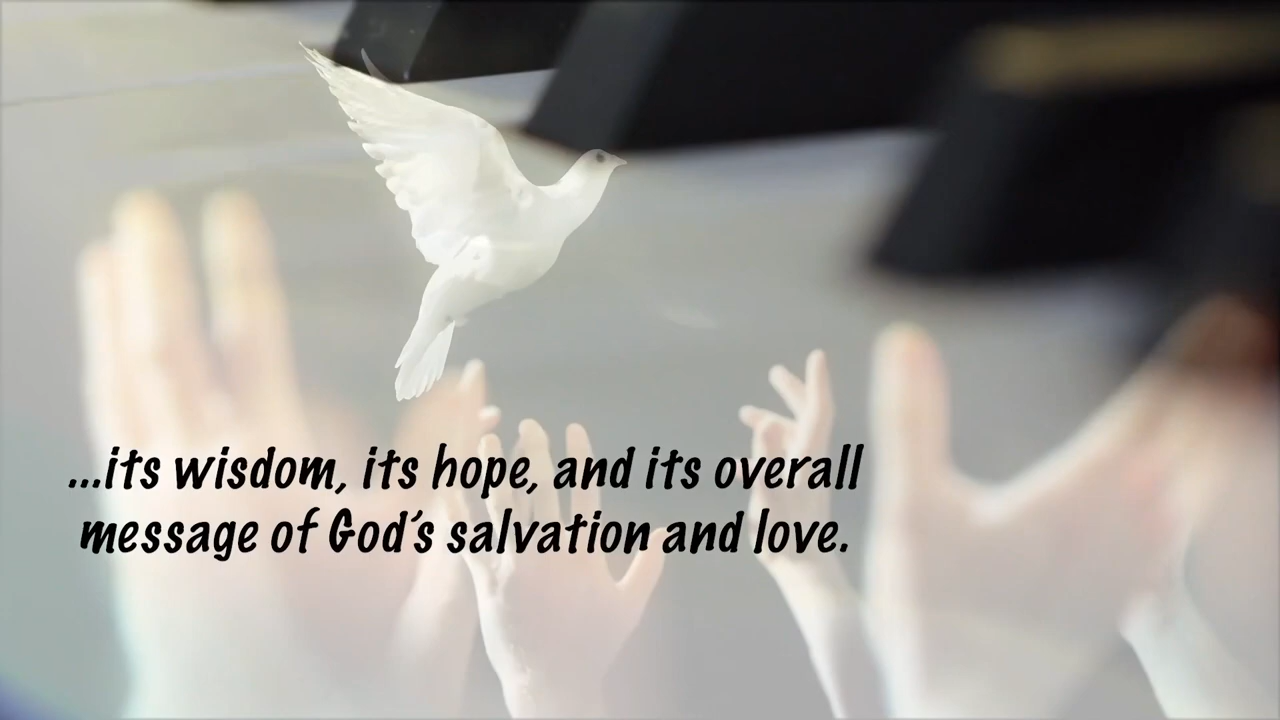 ...its wisdom, its hope, and its overall
message of God's salvation and love.